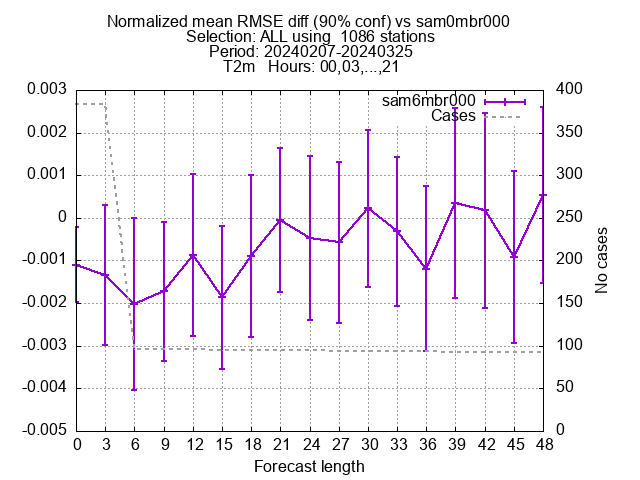 Normalized mean RMSE diff (90% conf) vs sam0mbr000
Selection: ALL using  1086 stations
Period: 20240207-20240325
T2m   Hours: 00,03,...,21
sam6mbr000
Cases
0.003
0.002
0.001
0
-0.001
-0.002
-0.003
-0.004
-0.005
400
350
300
250
200
150
100
50
0
No cases
0 3 6 9 12 15 18 21 24 27 30 33 36 39 42 45 48
Forecast length